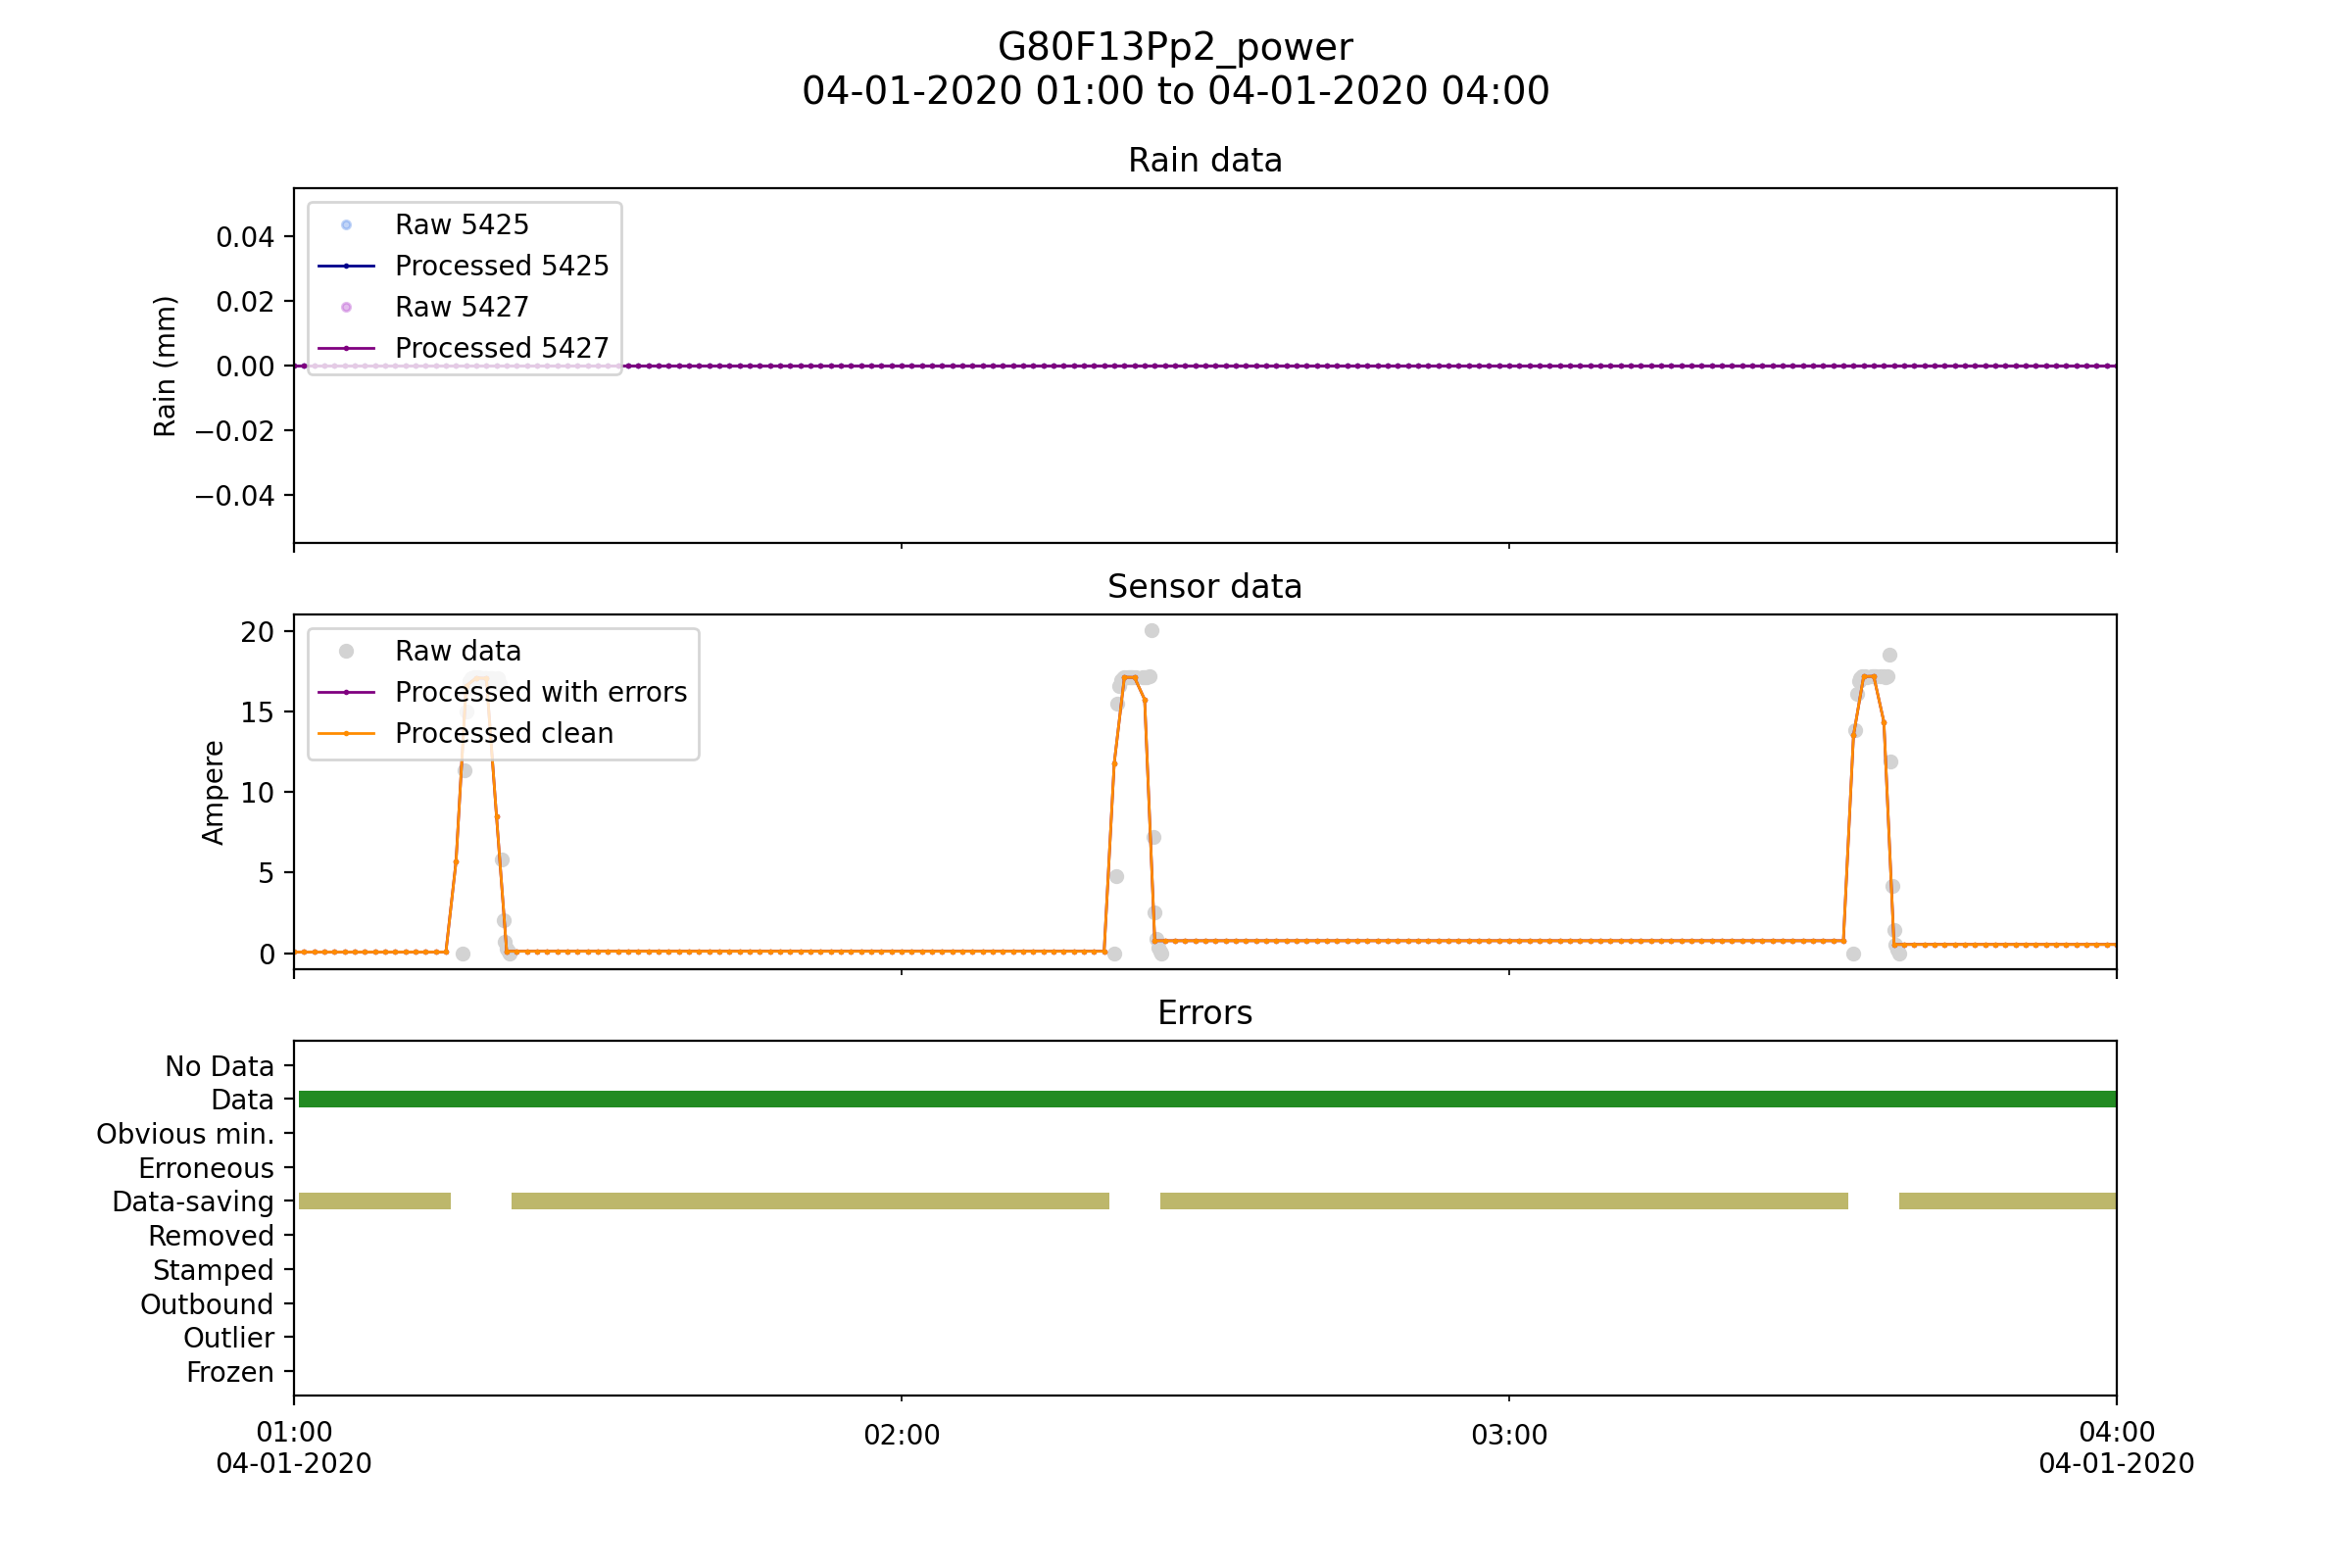 G80F13Pp2_power
04-01-2020 01:00 to 04-01-2020 04:00
Rain data
Rain (mm)
0.04
0.02
0.00
−0.02
−0.04
Raw 5425
Processed 5425
Raw 5427
Processed 5427
Sensor data
Ampere
20
15
10
5
0
Raw data
Processed with errors
Processed clean
Errors
No Data
Data
Obvious min.
Erroneous
Data-saving
Removed
Stamped
Outbound
Outlier
Frozen
01:00
04-01-2020
02:00
03:00
04:00
04-01-2020